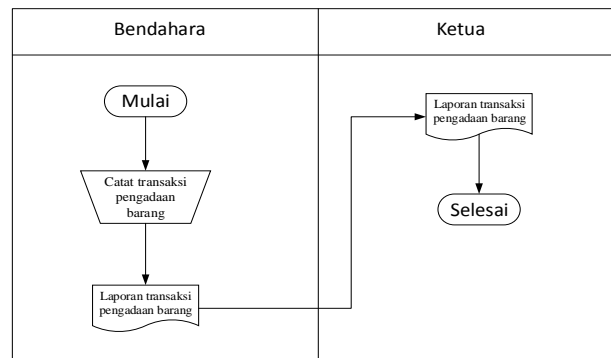 Bendahara
Ketua
Mulai
Catat transaksi
pengadaan
barang
Laporan transaksi
pengadaan barang
Laporan transaksi
pengadaan barang
Selesai